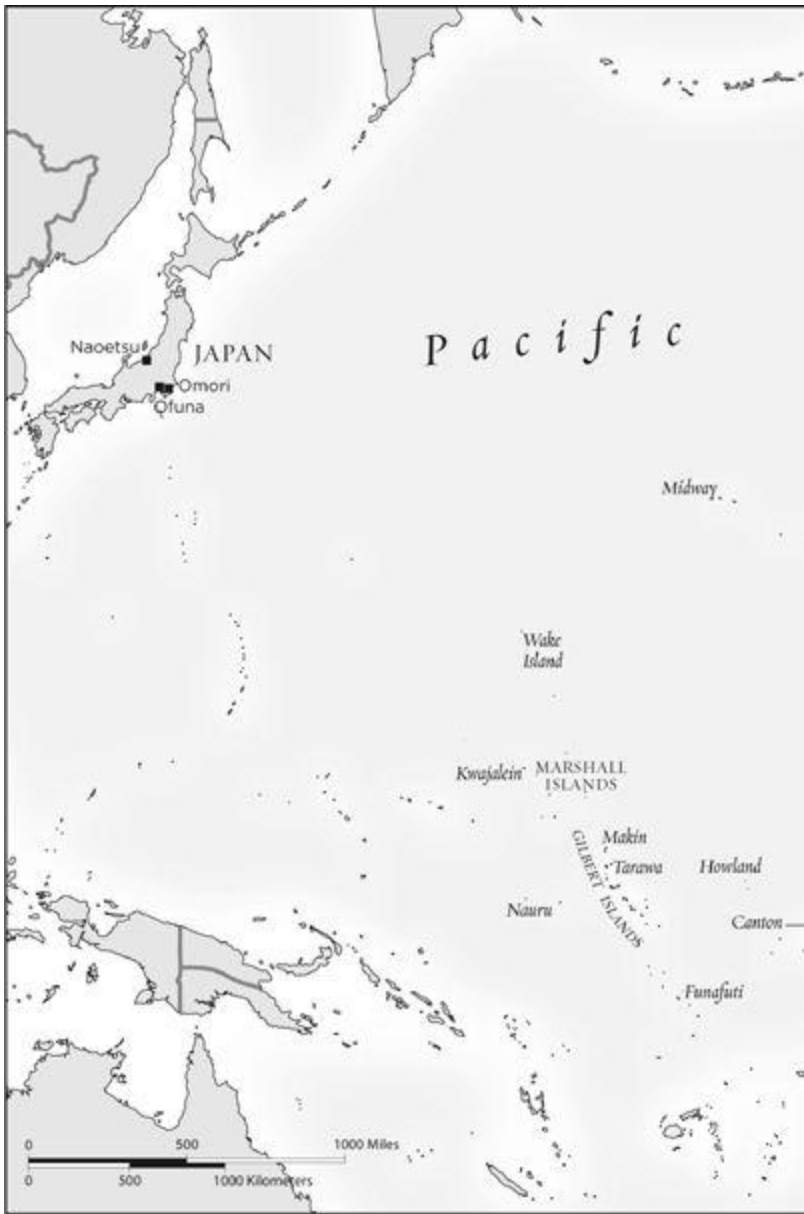 Pacific
Naoetsu
JAPAN
Omori
Ofuna
Midway
Wake
Island
Kwajalein
MARSHALL
ISLANDS
Makin
GILBERT ISLANDS
Tarawa
Howland
Nauru
Canton
Funafuti
0 500 1000 Miles
0 500 1000 Kilometers